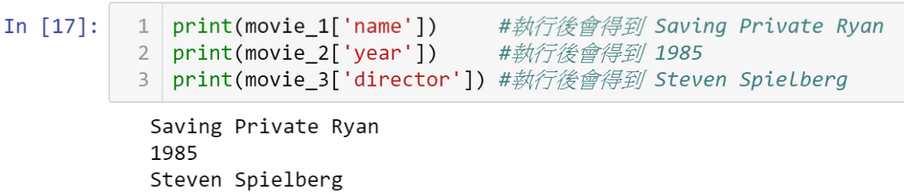 In [17]:
1 print(movie_1['name']) #執行後會得到 Saving Private Ryan
2 print(movie_2['year']) #執行後會得到 1985
3 print(movie_3['director']) #執行後會得到 Steven Spielberg
Saving Private Ryan
1985
Steven Spielberg